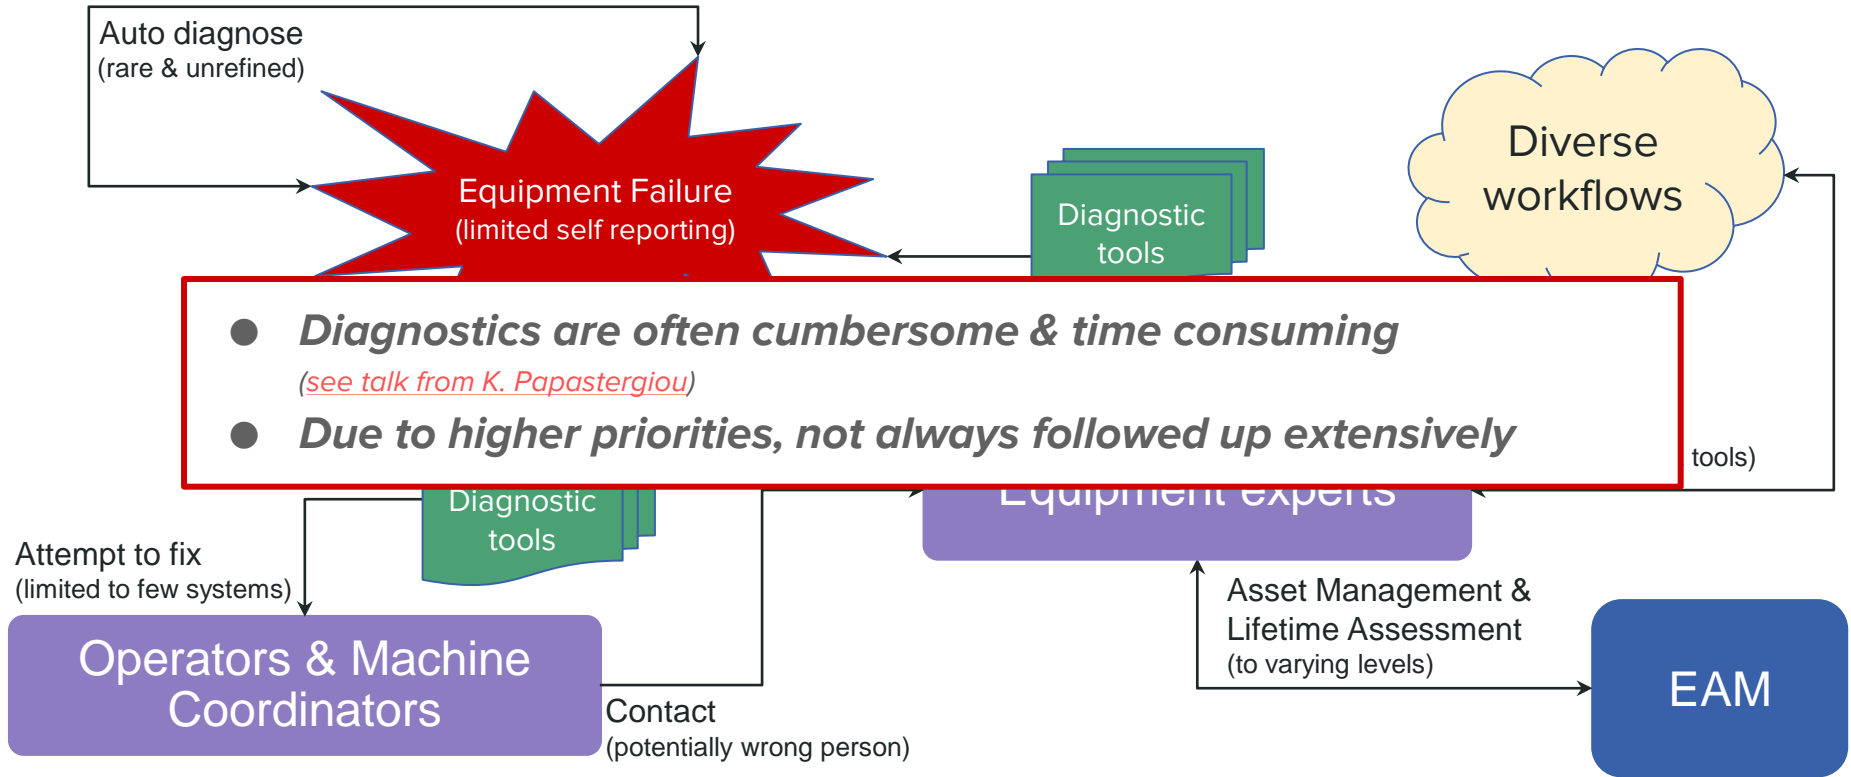 Auto diagnose
(rare & unrefined)
Equipment Failure
(limited self reporting)
Diagnostic
tools
Diverse
workflows
● Diagnostics are often cumbersome & time consuming
(see talk from K. Papastergiou)
● Due to higher priorities, not always followed up extensively
tools)
Diagnostic
tools
Equipment experts
Attempt to fix
(limited to few systems)
Operators & Machine
Coordinators
Contact
(potentially wrong person)
Asset Management &
Lifetime Assessment
(to varying levels)
EAM